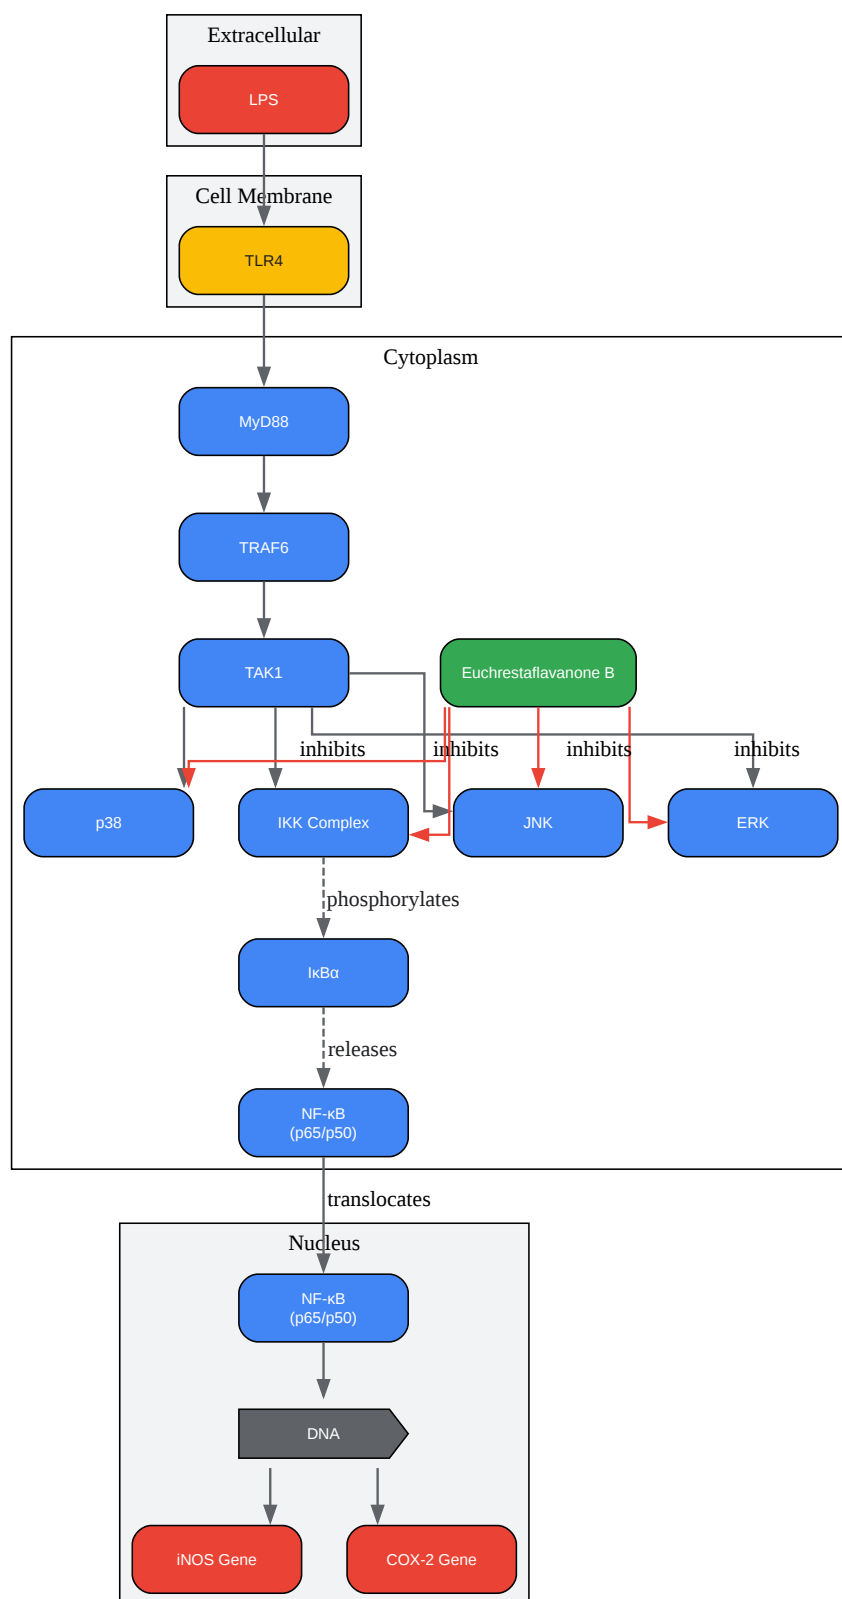 Extracellular
LPS
Cell Membrane
TLR4
Cytoplasm
MyD88
TRAF6
TAK1
Euchrestaflavanone B
inhibits
inhibits
inhibits
inhibits
p38
IKK Complex
JNK
ERK
phosphorylates
IκBα
releases
NF-κB
(p65/p50)
translocates
Nucleus
NF-κB
(p65/p50)
DNA
iNOS Gene
COX-2 Gene